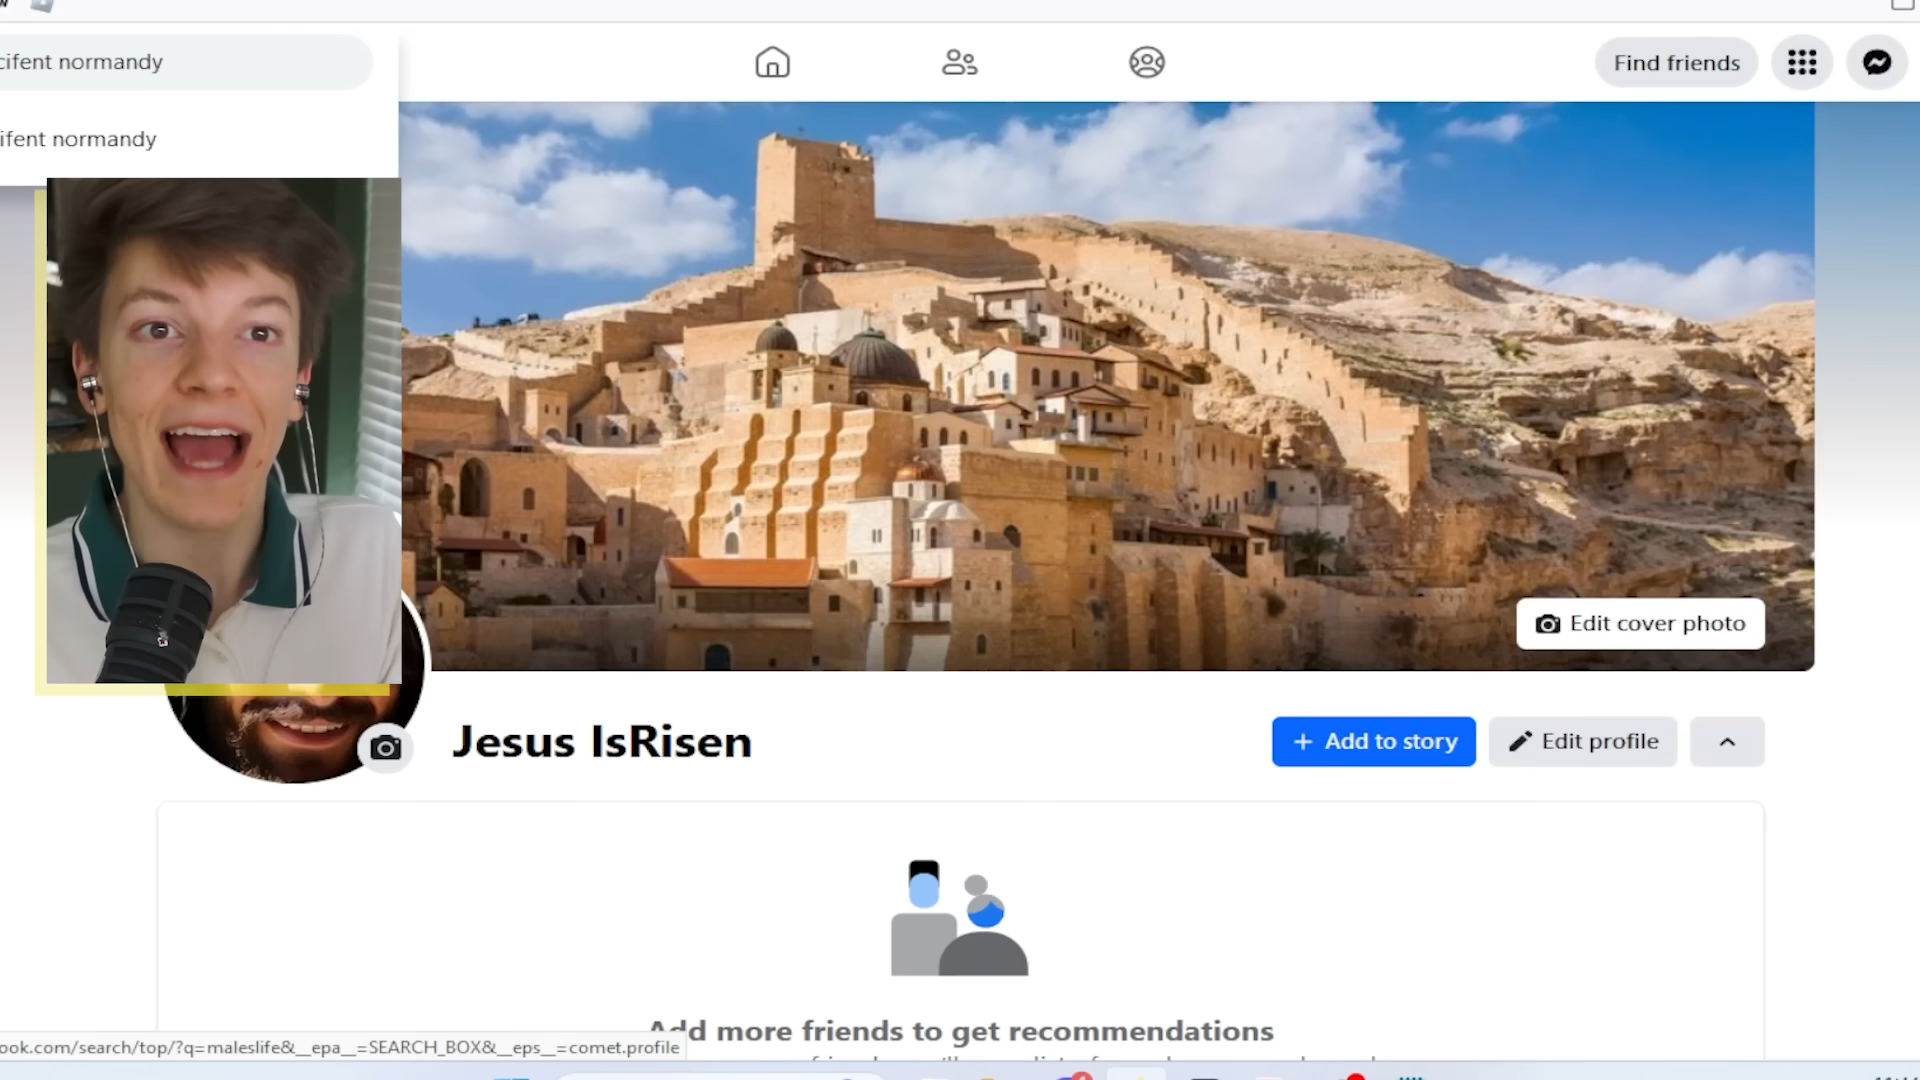 cifent normandy
Find friends
ifent normandy
Edit cover photo
Jesus IsRisen
Add to story
Edit profile
Add more friends to get recommendations
ook.com/search/top/?q=maleslife&__epa__=SEARCH_BOX&__eps__=comet.profile